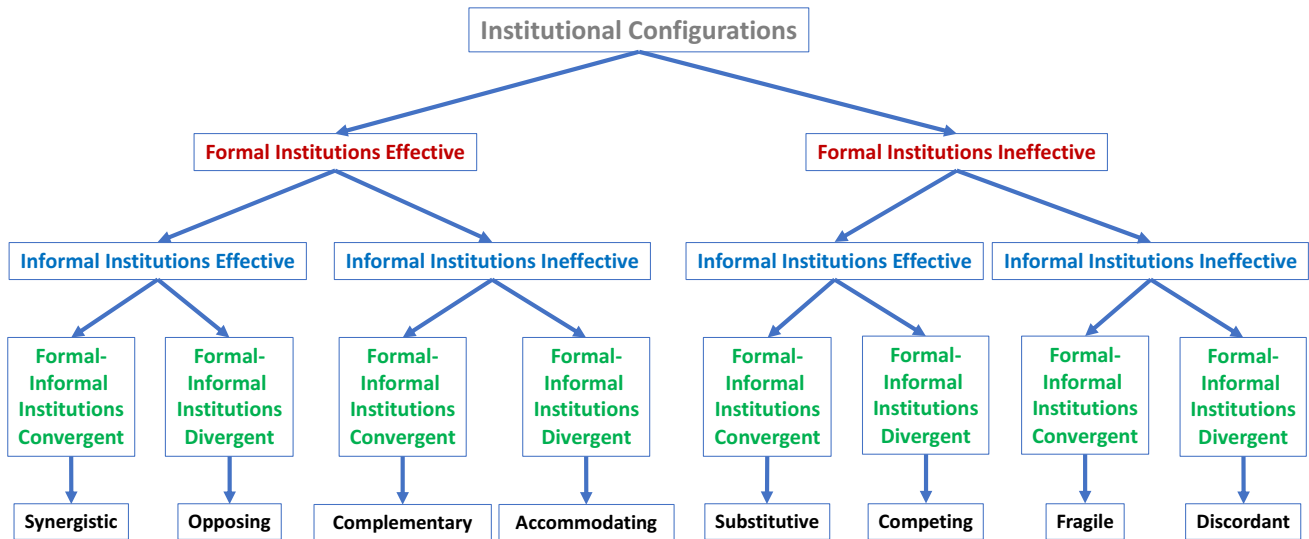 Institutional Configurations
Formal Institutions Effective
Formal Institutions Ineffective
Informal Institutions Effective
Informal Institutions Ineffective
Informal Institutions Effective
Informal Institutions Ineffective
Formal-
Informal
Institutions
Convergent
Formal-
Informal
Institutions
Divergent
Formal-
Informal
Institutions
Convergent
Formal-
Informal
Institutions
Divergent
Formal-
Informal
Institutions
Convergent
Formal-
Informal
Institutions
Divergent
Formal-
Informal
Institutions
Convergent
Formal-
Informal
Institutions
Divergent
Synergistic
Opposing
Complementary
Accommodating
Substitutive
Competing
Fragile
Discordant